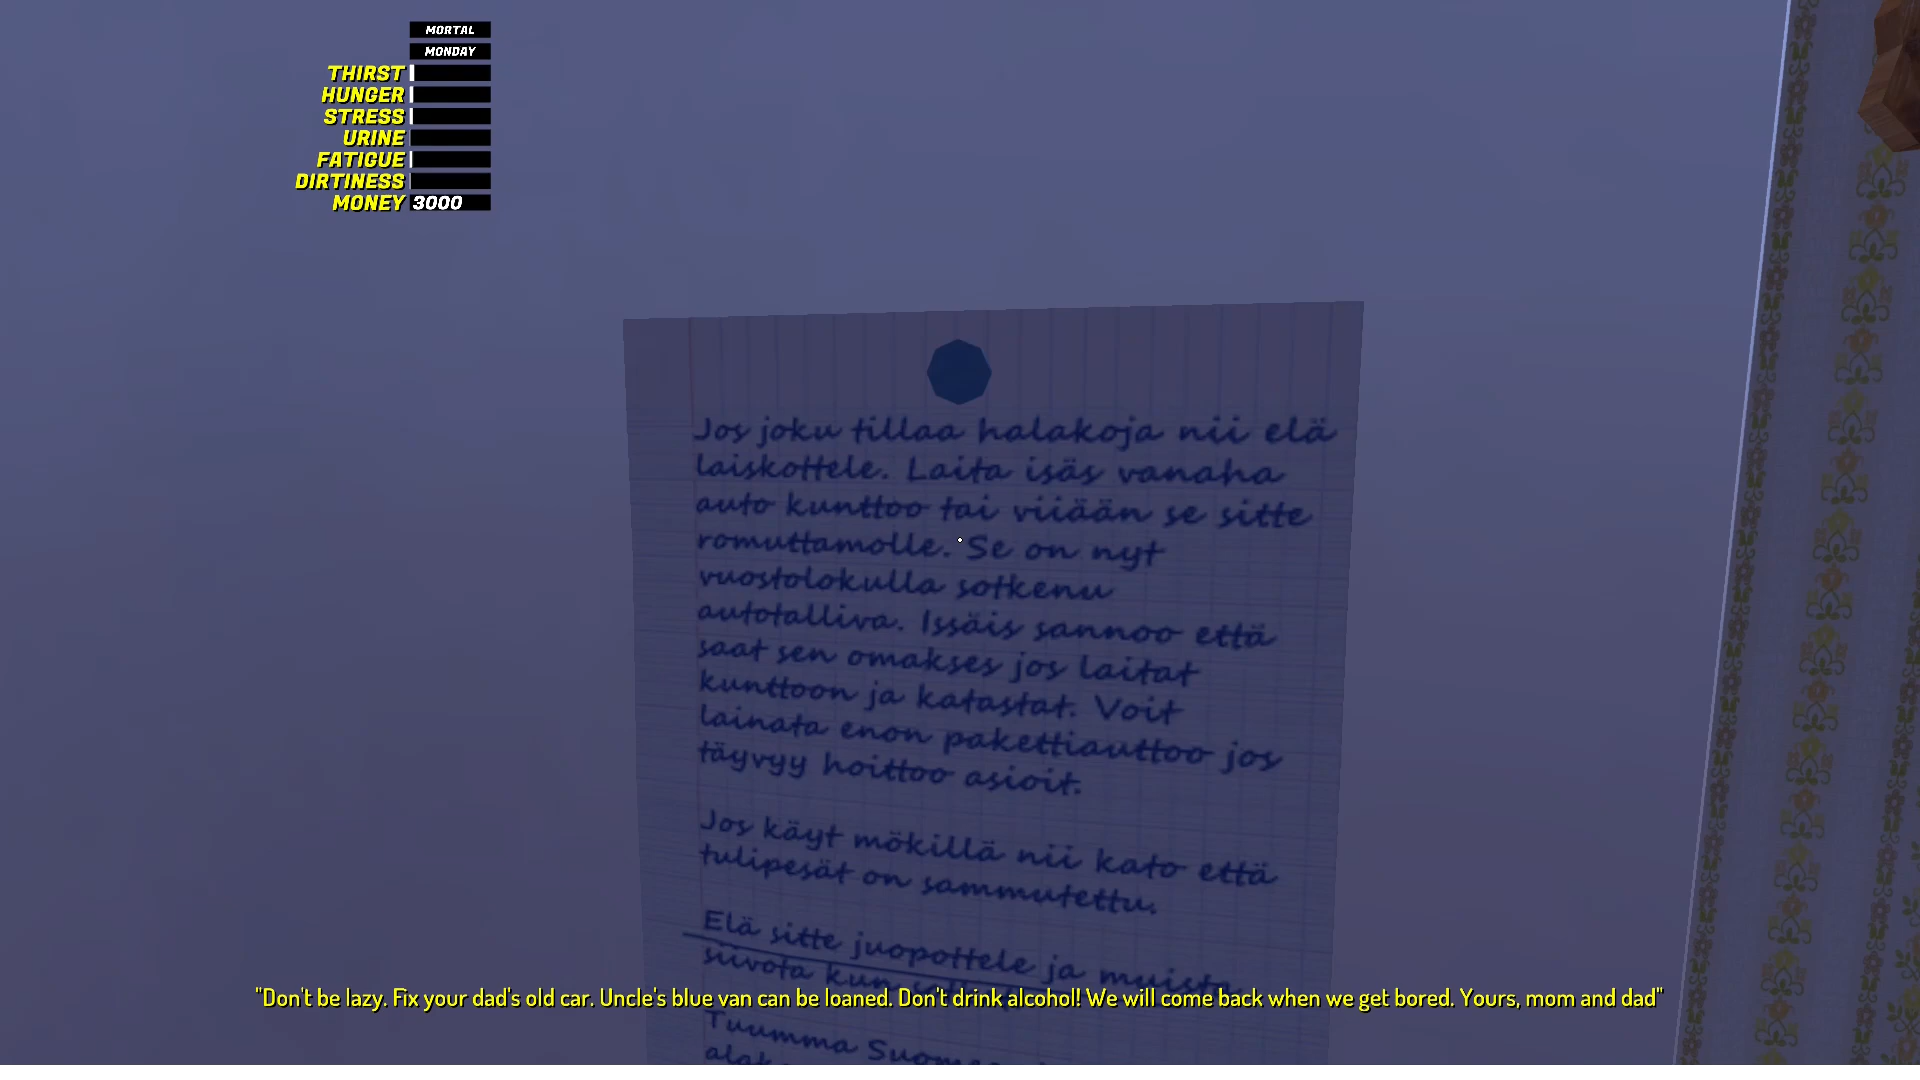 MORTAL
MONDAY
THIRST
HUNGER
STRESS
URINE
FATIGUE
DIRTINESS
MONEY 3000
Jos joku tillaa halakoja nii elä
laiskottele. Laita isäs vanaha
auto kunttoo tai viiään se sitte
romuttamolle. Se on nyt
vuostolokulla sotkenu
autotalliva. Issäis sannoo että
saat sen omakses jos laitat
kunttoon ja katastat. Voit
lainata enon pakettiauttoo jos
täyvyy hoittoo asioit.
Jos käyt mökillä nii kato että
tulipesät on sammutettu.
Elä sitte juopottele ja muista
siivota kun
"Don't be lazy. Fix your dad's old car. Uncle's blue van can be loaned. Don't drink alcohol! We will come back when we get bored. Yours, mom and dad"
Tuumma